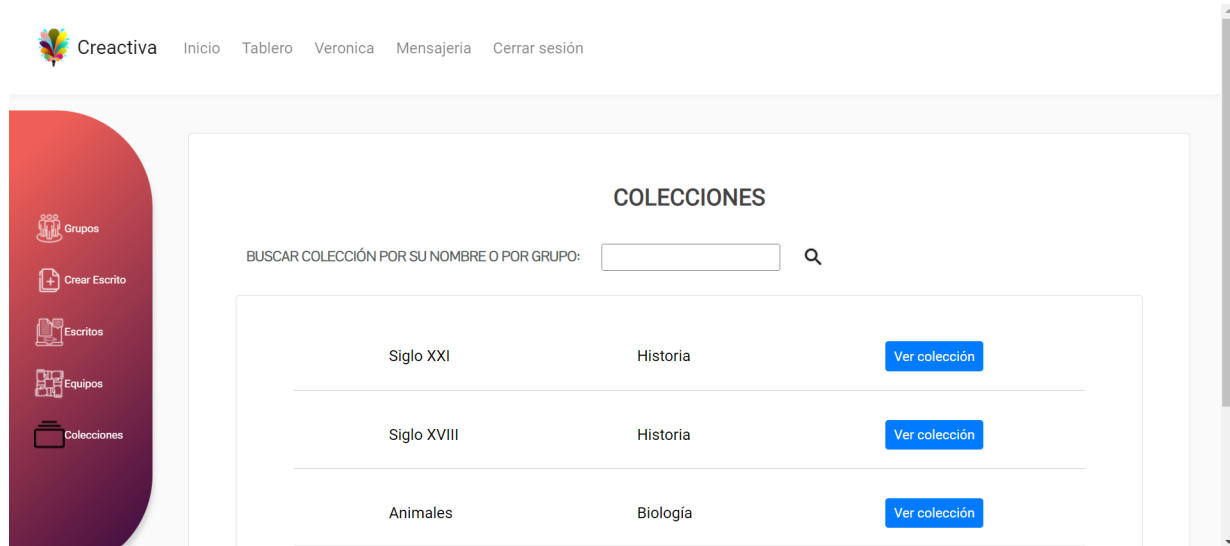 Creactiva Inicio Tablero Veronica Mensajeria Cerrar sesión
Grupos
Crear Escrito
Escritos
Equipos
Colecciones
COLECCIONES
BUSCAR COLECCIÓN POR SU NOMBRE O POR GRUPO:
Siglo XXI Historia Ver colección
Siglo XVIII Historia Ver colección
Animales Biología Ver colección